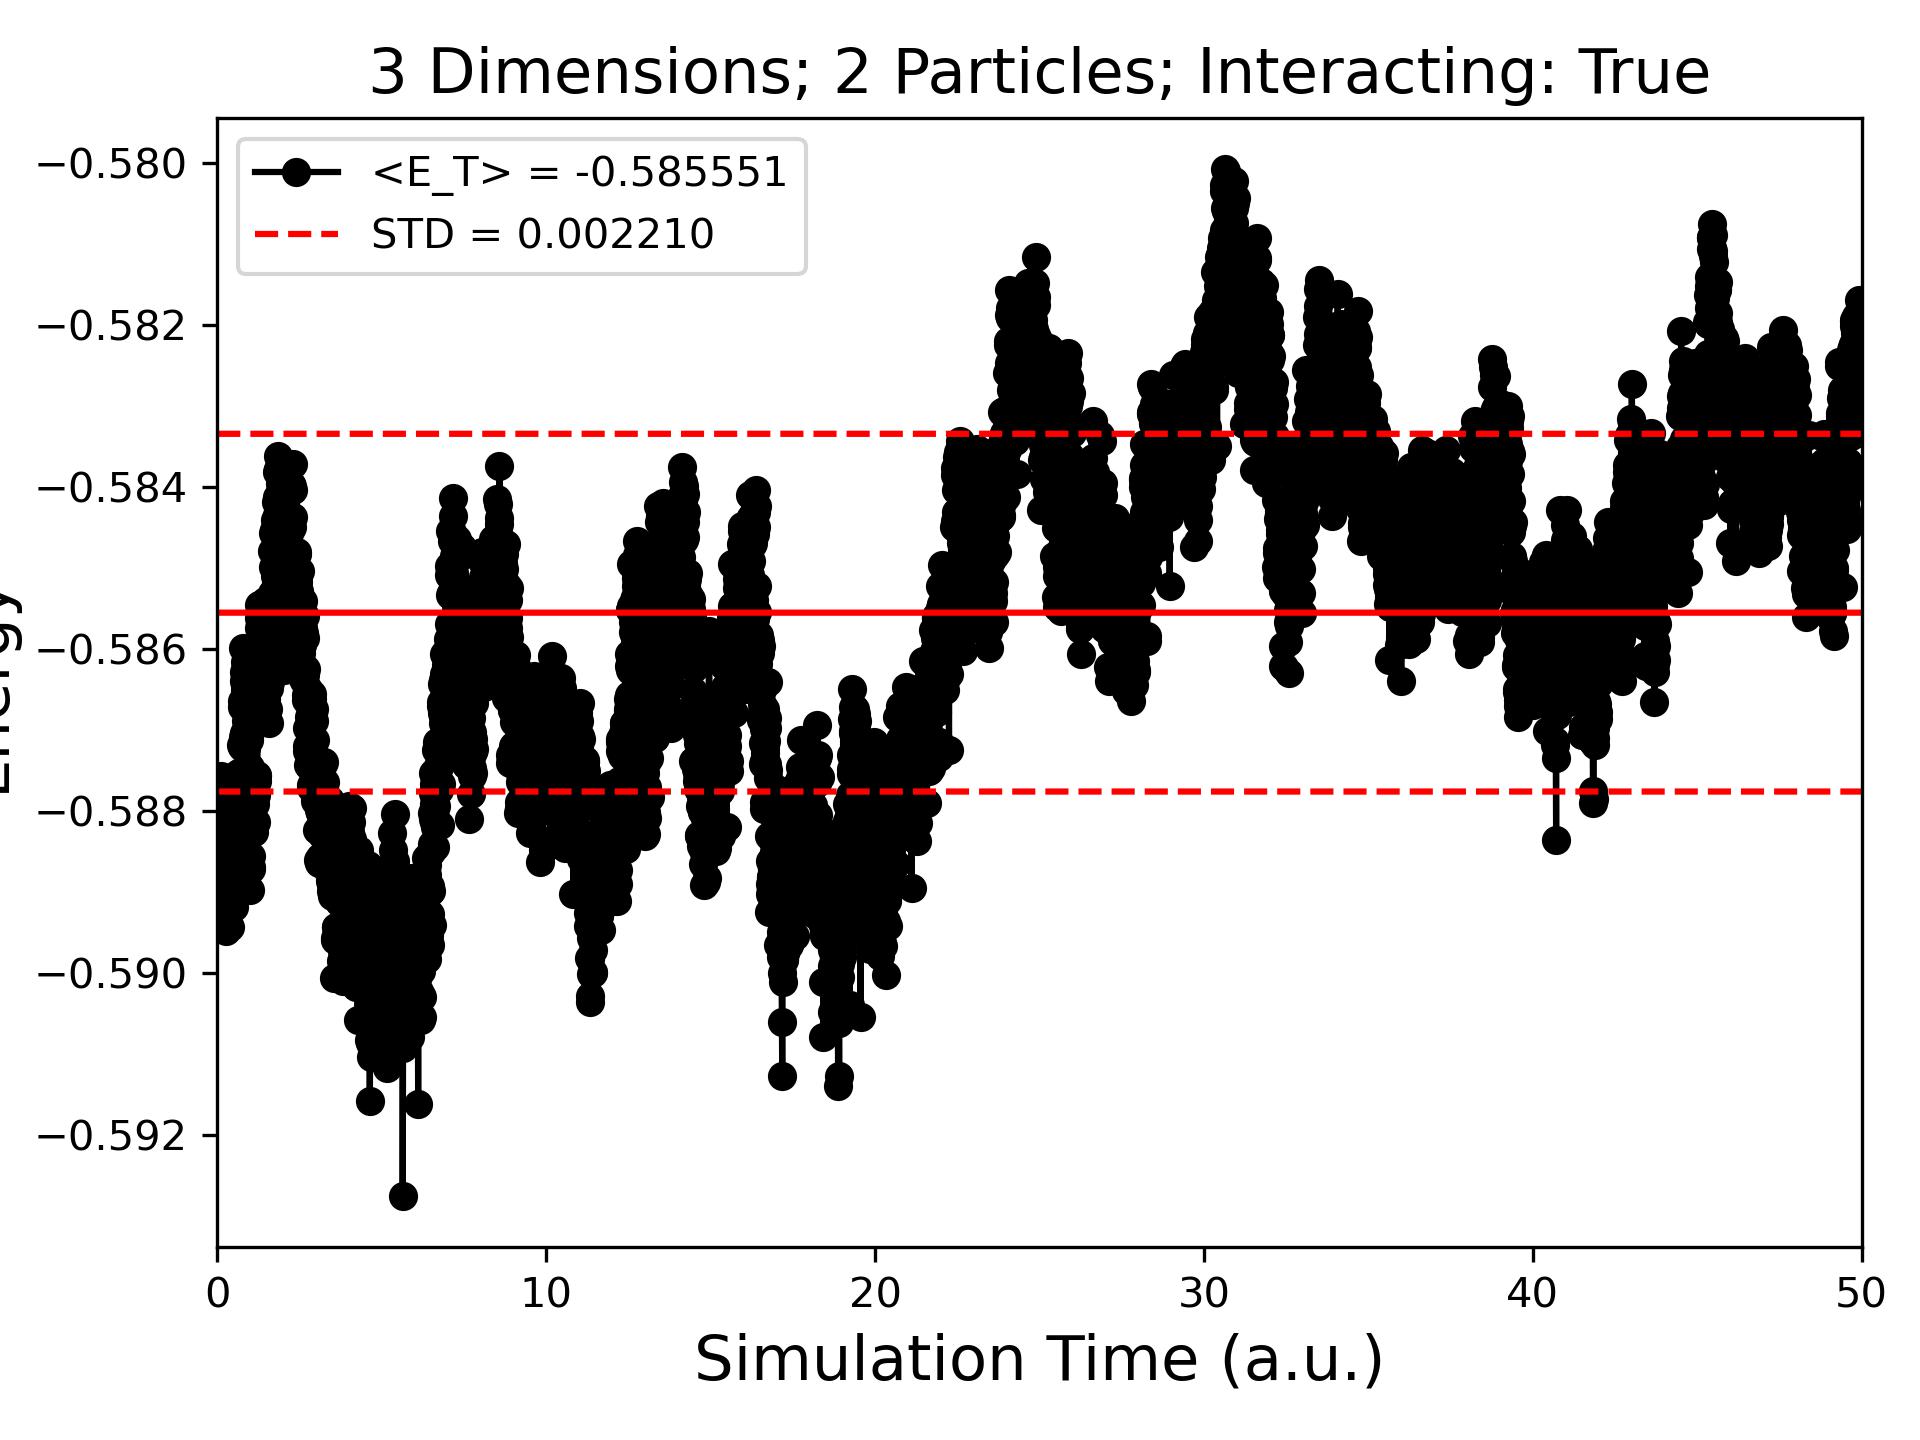 3 Dimensions; 2 Particles; Interacting: True
<E_T> = -0.585551
STD = 0.002210
−0.580
−0.582
−0.584
−0.586
−0.588
−0.590
−0.592
Energy
0 10 20 30 40 50
Simulation Time (a.u.)